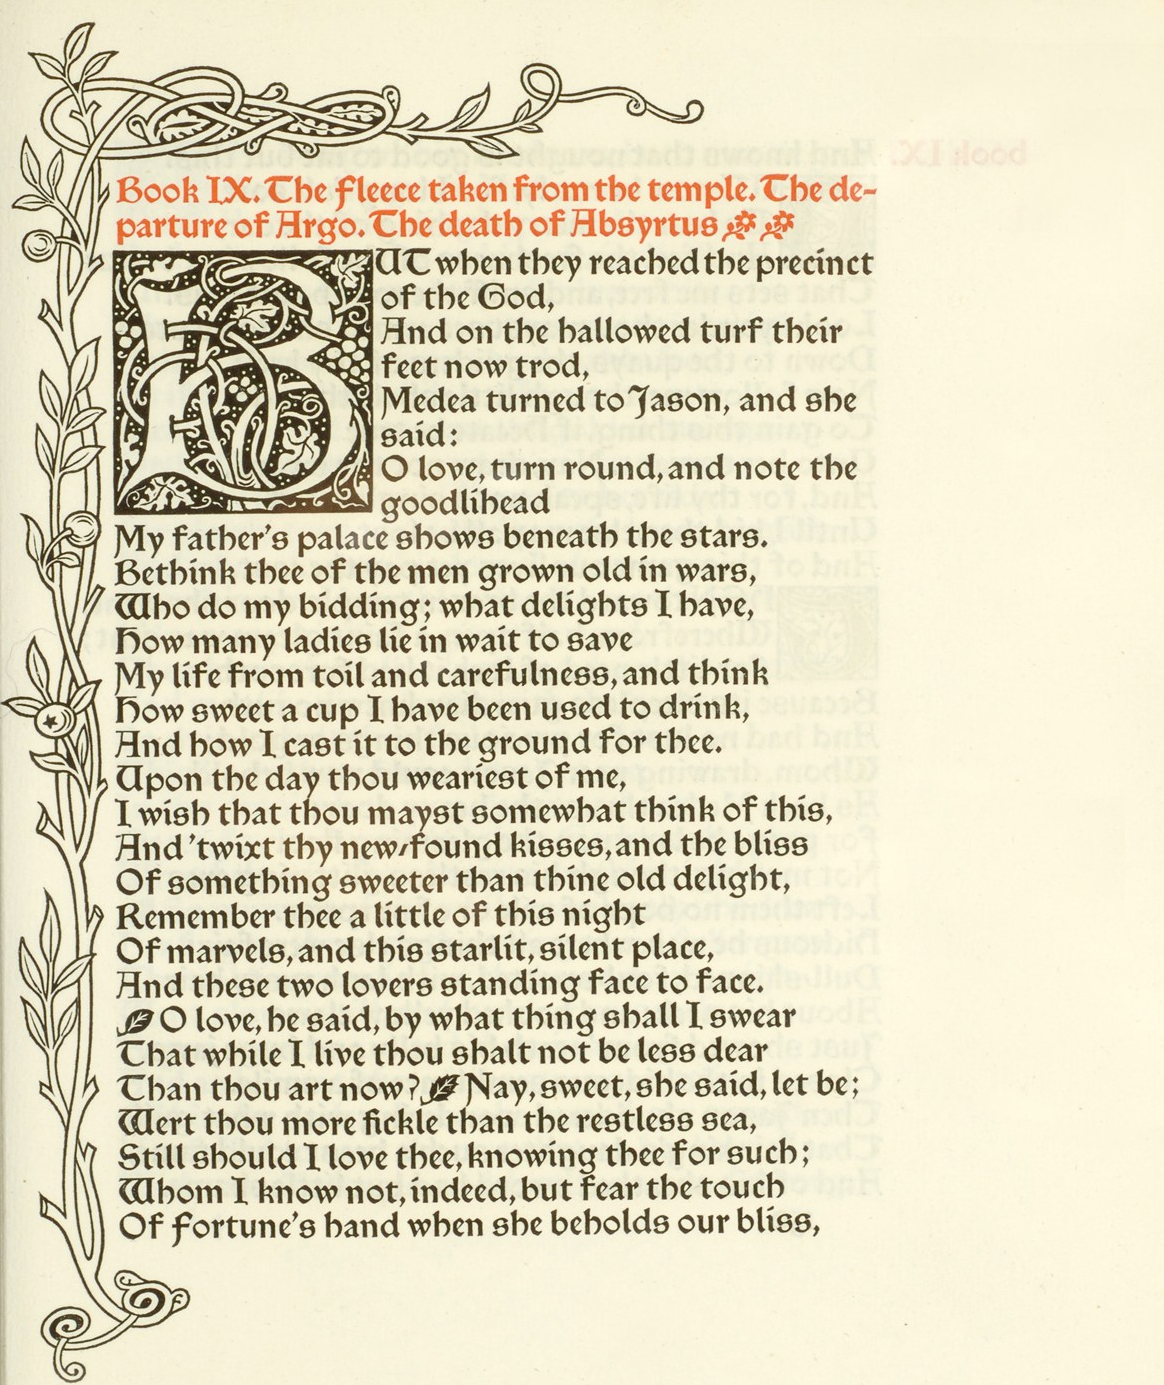 Book IX. The fleece taken from the temple. The de-
parture of Argo. The death of Absyrtus
BUT when they reached the precinct
of the God,
And on the hallowed turf their
feet now trod,
Medea turned to Jason, and she
said:
O love, turn round, and note the
goodlihead
My father's palace shows beneath the stars.
Bethink thee of the men grown old in wars,
Who do my bidding; what delights I have,
How many ladies lie in wait to save
My life from toil and carefulness, and think
How sweet a cup I have been used to drink,
And how I cast it to the ground for thee.
Upon the day thou weariest of me,
I wish that thou mayst somewhat think of this,
And 'twixt thy new-found kisses, and the bliss
Of something sweeter than thine old delight,
Remember thee a little of this night
Of marvels, and this starlit, silent place,
And these two lovers standing face to face.
O love, he said, by what thing shall I swear
That while I live thou shalt not be less dear
Than thou art now? Nay, sweet, she said, let be;
Wert thou more fickle than the restless sea,
Still should I love thee, knowing thee for such;
Whom I know not, indeed, but fear the touch
Of fortune's hand when she beholds our bliss,